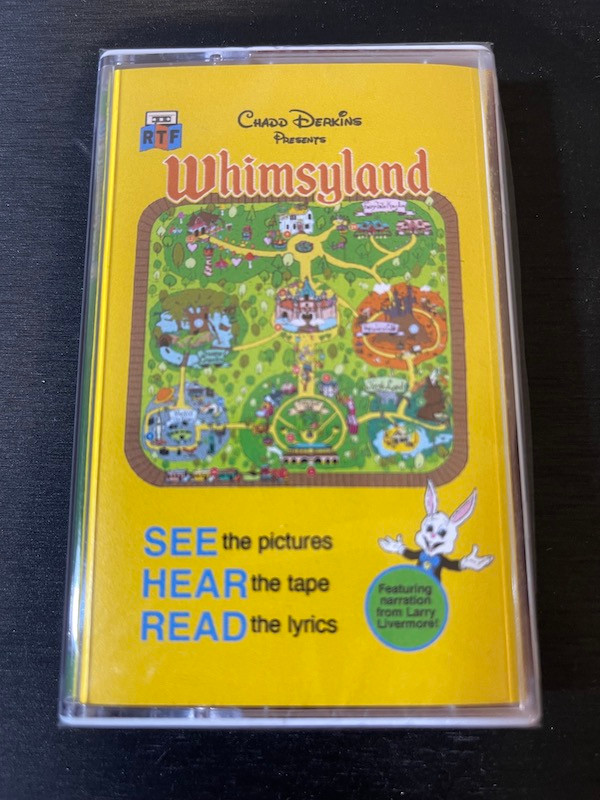 RTF
CHADD DERKINS
PRESENTS
Whimsyland
SEE the pictures
HEAR the tape
READ the lyrics
Featuring
narration
from Larry
Livermore!